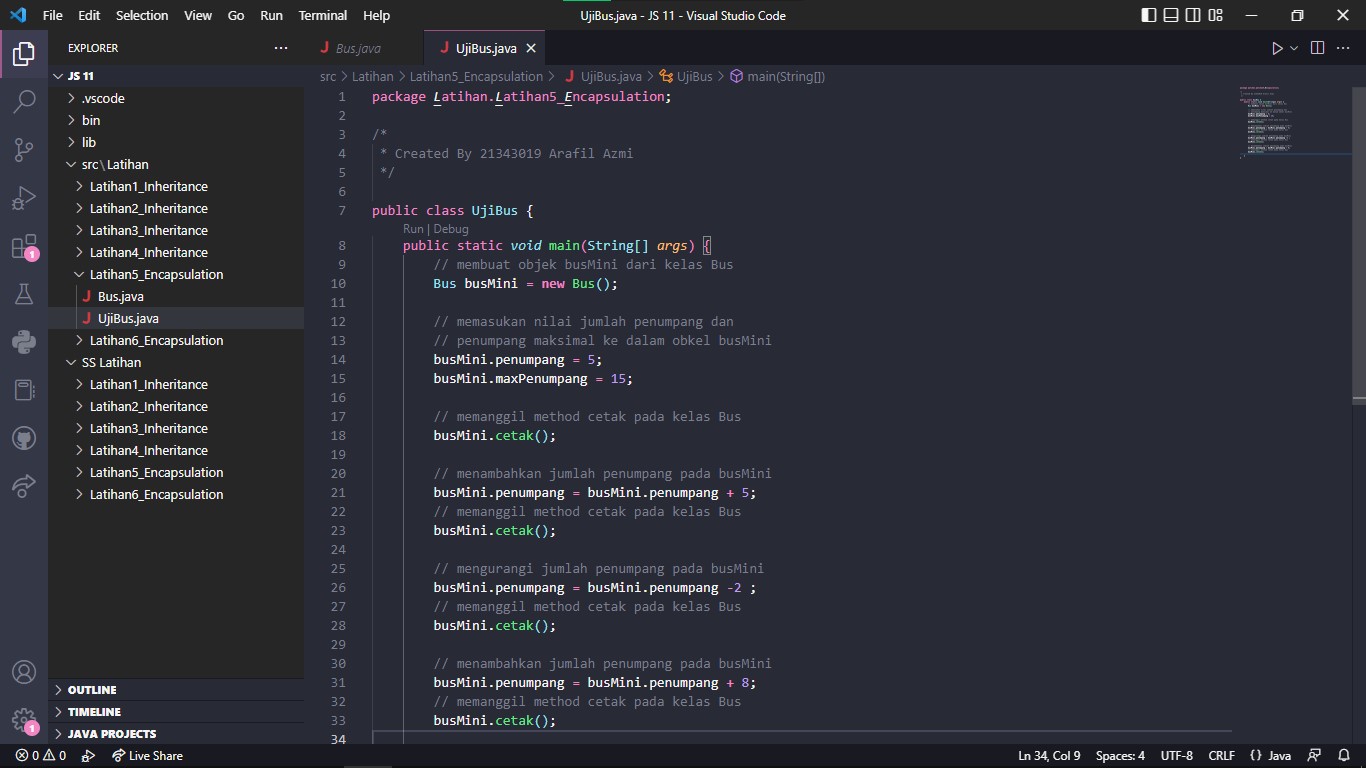 File Edit Selection View Go Run Terminal Help
UjiBus.java - JS 11 - Visual Studio Code
EXPLORER
JS 11
.vscode
bin
lib
src\Latihan
Latihan1_Inheritance
Latihan2_Inheritance
Latihan3_Inheritance
Latihan4_Inheritance
Latihan5_Encapsulation
Bus.java
UjiBus.java
Latihan6_Encapsulation
SS Latihan
Latihan1_Inheritance
Latihan2_Inheritance
Latihan3_Inheritance
Latihan4_Inheritance
Latihan5_Encapsulation
Latihan6_Encapsulation
OUTLINE
TIMELINE
JAVA PROJECTS
1
1
Bus.java
UjiBus.java
src > Latihan > Latihan5_Encapsulation > UjiBus.java > UjiBus > main(String[])
1 package Latihan.Latihan5_Encapsulation;
2
3 /*
4 * Created By 21343019 Arafil Azmi
5 */
6
7 public class UjiBus {
Run | Debug
8 public static void main(String[] args) {
9 // membuat objek busMini dari kelas Bus
10 Bus busMini = new Bus();
11
12 // memasukan nilai jumlah penumpang dan
13 // penumpang maksimal ke dalam obkel busMini
14 busMini.penumpang = 5;
15 busMini.maxPenumpang = 15;
16
17 // memanggil method cetak pada kelas Bus
18 busMini.cetak();
19
20 // menambahkan jumlah penumpang pada busMini
21 busMini.penumpang = busMini.penumpang + 5;
22 // memanggil method cetak pada kelas Bus
23 busMini.cetak();
24
25 // mengurangi jumlah penumpang pada busMini
26 busMini.penumpang = busMini.penumpang -2 ;
27 // memanggil method cetak pada kelas Bus
28 busMini.cetak();
29
30 // menambahkan jumlah penumpang pada busMini
31 busMini.penumpang = busMini.penumpang + 8;
32 // memanggil method cetak pada kelas Bus
33 busMini.cetak();
34
0 0 Live Share
Ln 34, Col 9 Spaces: 4 UTF-8 CRLF {} Java